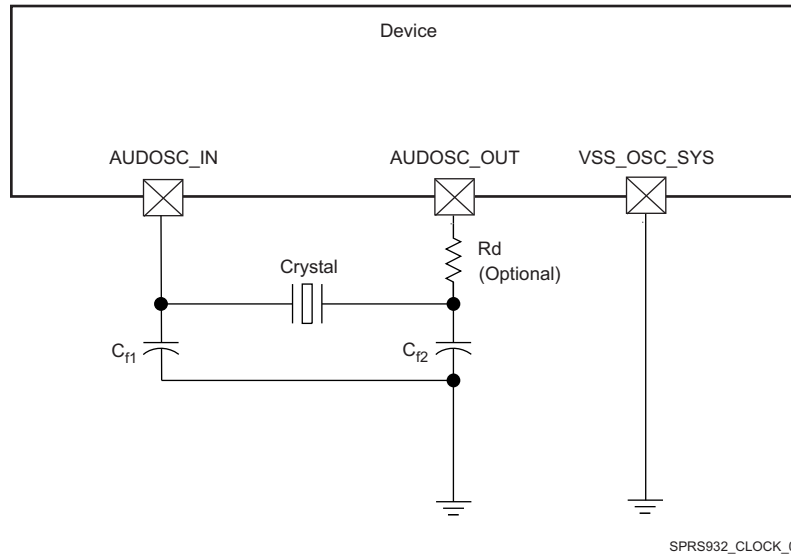 Device
AUDOSC_IN
AUDOSC_OUT
VSS_OSC_SYS
Rd
(Optional)
Crystal
Cf1
Cf2